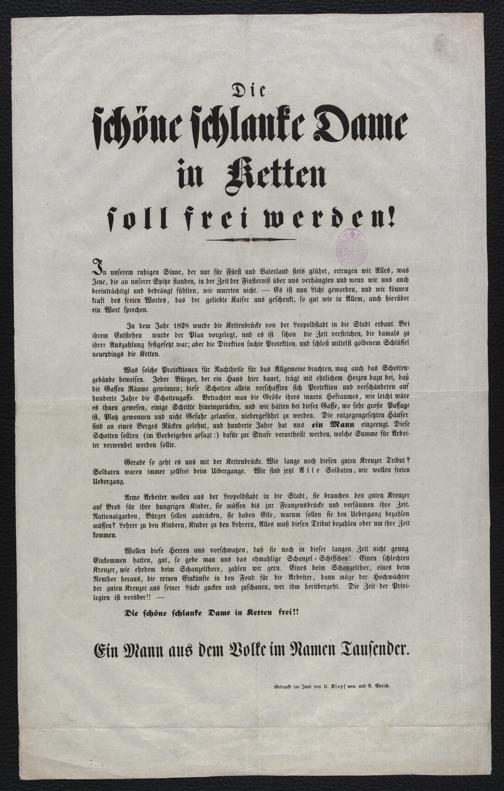 Die
schöne schlanke Dame
in Ketten
soll frei werden!
In unserem ruhigen Sinne, der nur für Fürst und Vaterland stets glühet, ertrugen wir Alles, was
Jene, die an unserer Spitze standen, in der Zeit der Finsterniß über uns verhängten und wenn wir uns auch
beeinträchtigt und bedrängt fühlten, wir murrten nicht. — Es ist nun Licht geworden, und wir können
kraft des freien Wortes, das der geliebte Kaiser uns geschenkt, so gut wie in Allem, auch hierüber
ein Wort sprechen.
In dem Jahr 1828 wurde die Kettenbrücke von der Leopoldstadt in die Stadt erbaut. Bei
ihrem Entstehen wurde der Plan vorgelegt, und es ist schon die Zeit verstrichen, die damals zu
ihrer Auszahlung festgesetzt war; aber die Direktion suchte Protektion, und schloß mittelst goldenem Schlüssel
neuerdings die Ketten.
Was solche Protektionen für Nachtheile für das Allgemeine brachten, mag auch das Schotten-
gebäude beweisen. Jeder Bürger, der ein Haus hier bauet, trägt mit ehrlichem Herzen dazu bei, daß
die Gassen Räume gewinnen; diese Schotten allein verschafften sich Protektion und verschandelten auf
hunderte Jahre die Schottengasse. Betrachtet man die Größe ihres innern Hofraumes, wie leicht wäre
es ihnen gewesen, einige Schritte hineinzurücken, und wir hätten bei dieser Gasse, wo sehr große Passage
ist, Platz gewonnen und nicht Gefahr gelaufen, niedergeführt zu werden. Die entgegengesetzten Häuser
sind an eines Berges Rücken gelehnt, und hunderte Jahre hat uns ein Mann eingeengt. Diese
Schotten sollten (im Vorbeigehen gesagt:) dafür zur Strafe verurtheilt werden, welche Summe für Arbei-
ter verwendet werden sollte.
Gerade so geht es uns mit der Kettenbrücke. Wie lange noch diesen guten Kreuzer Tribut?
Soldaten waren immer zollfrei beim Uibergange. Wir sind jetzt Alle Soldaten, wir wollen freien
Uebergang.
Arme Arbeiter wollen aus der Leopoldstadt in die Stadt, sie brauchen den guten Kreuzer
auf Brod für ihre hungrigen Kinder, sie müssen bis zur Franzensbrücke und versäumen ihre Zeit.
Nationalgarden, Bürger sollen ausrücken, sie haben Eile, warum sollen sie den Uebergang bezahlen
müssen? Lehrer zu den Kindern, Kinder zu den Lehrern, Alles muß diesen Tribut bezahlen oder um ihre Zeit
kommen.
Wollen diese Herren uns vorschwatzen, daß sie noch in dieser langen Zeit nicht genug
Einkommen hatten, gut, so gebe man uns das ehmahlige Schanzel-Schiffchen! Einen schlechten
Kreuzer, wie ehedem beim Schanzelthore, zahlen wir gern. Eines beim Schanzelthor, eines beim
Neuthor heraus, die reinen Einkünfte in den Fond für die Arbeiter, dann möge der Hochwächter
der guten Kreuzer aus seiner Lücke gucken und zuschauen, wer ihm herübergeht. Die Zeit der Privi-
legien ist vorüber!! —
Die schöne schlanke Dame in Ketten frei!!
Ein Mann aus dem Volke im Namen Tausender.
Gedruckt im Juni von U. Klopf sen. und A. Eurich.